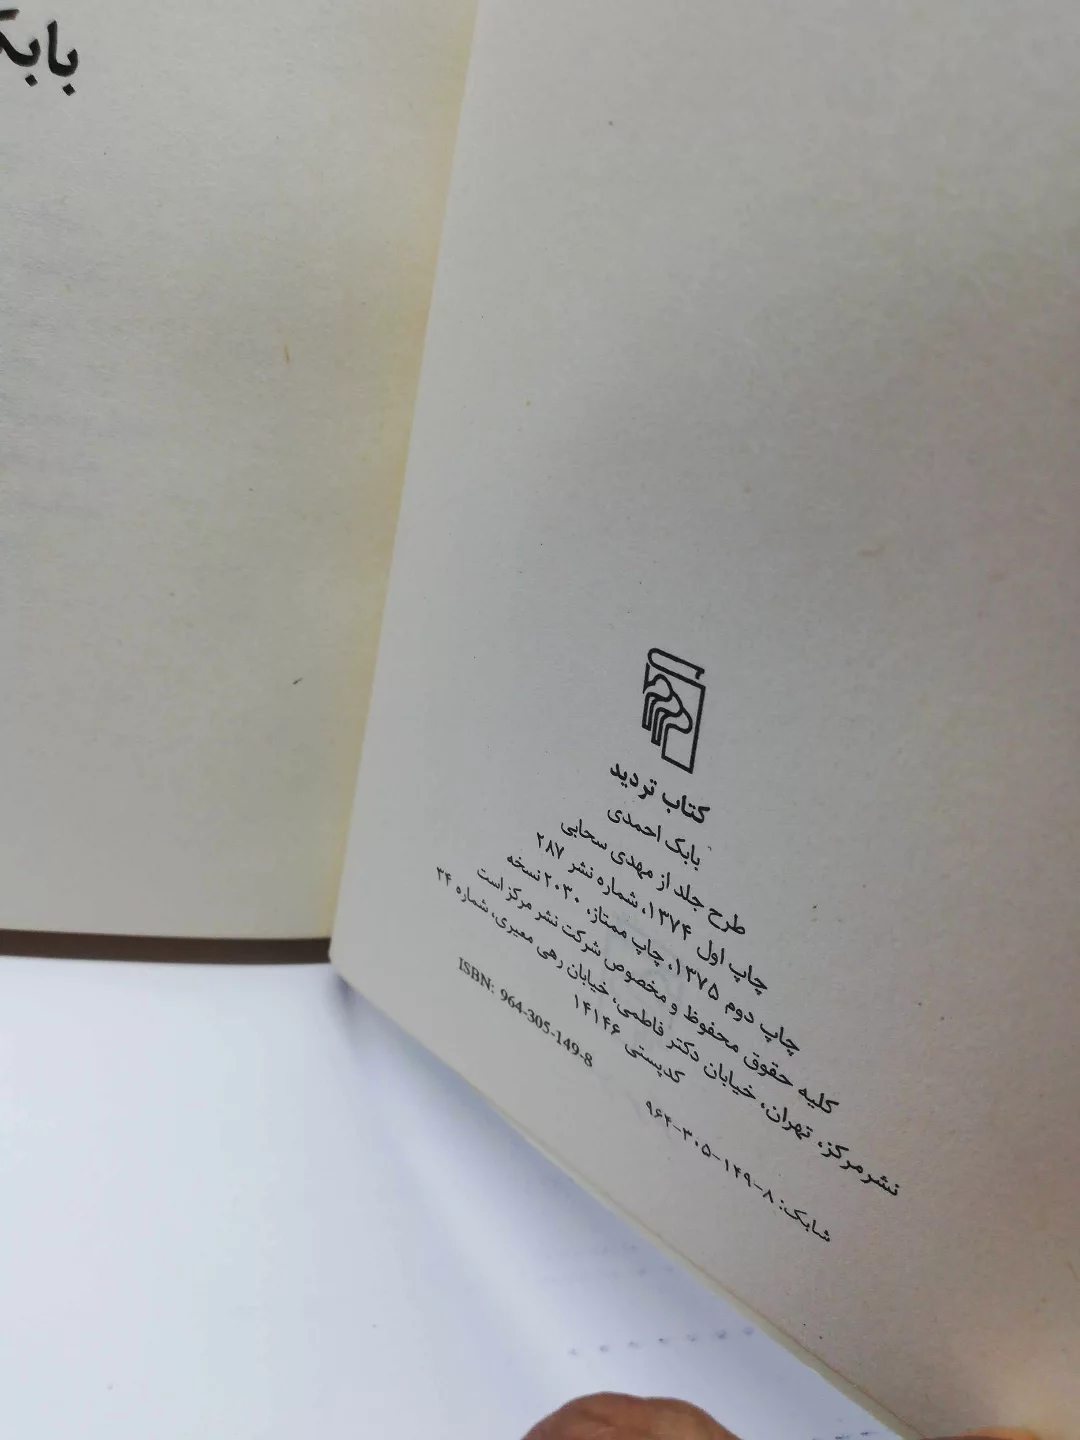 بابک
کتاب تردید
بابک احمدی
طرح جلد از مهدی سحابی
چاپ اول ۱۳۷۴، شماره نشر ۲۸۷
چاپ دوم ۱۳۷۵، چاپ ممتاز، ۲۰۳۰ نسخه
کلیه حقوق محفوظ و مخصوص شرکت نشر مرکز است
نشر مرکز، تهران، خیابان دکتر فاطمی، خیابان رهی معیری، شماره ۳۴
کدپستی ۱۴۱۴۶
ISBN: 964-305-149-8
شابک: ۸-۱۴۹-۳۰۵-۹۶۴